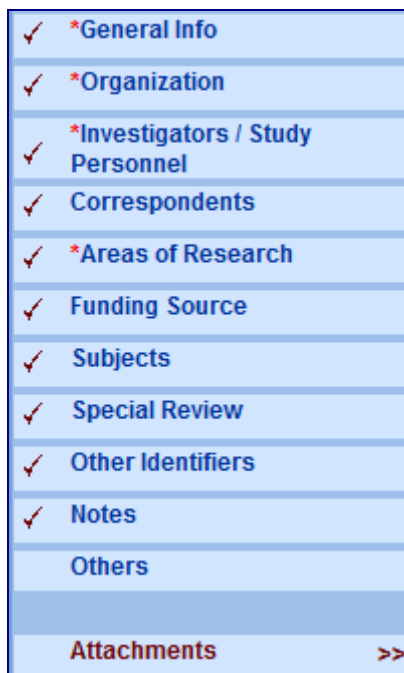 *General Info
*Organization
*Investigators / Study
Personnel
Correspondents
*Areas of Research
Funding Source
Subjects
Special Review
Other Identifiers
Notes
Others
Attachments >>